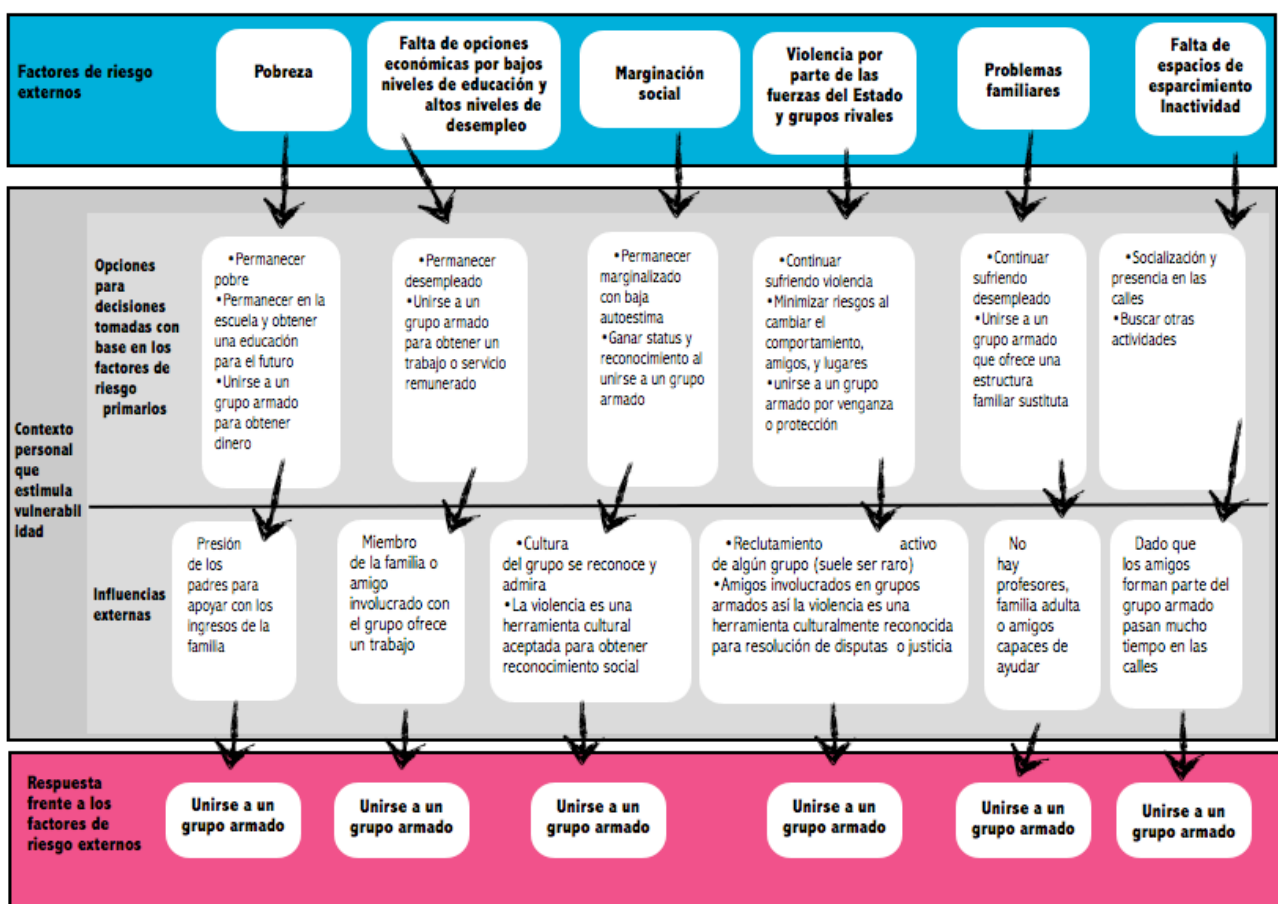 Factores de riesgo
externos
Pobreza
Falta de opciones
económicas por bajos
niveles de educación y
altos niveles de
desempleo
Marginación
social
Violencia por
parte de las
fuerzas del Estado
y grupos rivales
Problemas
familiares
Falta de
espacios de
esparcimiento
Inactividad
Contexto
personal
que
estimula
vulnerabil
idad
Opciones
para
decisiones
tomadas con
base en los
factores de
riesgo
primarios
•Permanecer
pobre
•Permanecer en la
escuela y obtener
una educación
para el futuro
•Unirse a un
grupo armado
para obtener
dinero
•Permanecer
desempleado
•Unirse a un
grupo armado
para obtener un
trabajo o servicio
remunerado
•Permanecer
marginalizado
con baja
autoestima
•Ganar status y
reconocimiento al
unirse a un grupo
armado
•Continuar
sufriendo violencia
•Minimizar riesgos al
cambiar el
comportamiento,
amigos, y lugares
•unirse a un grupo
armado por venganza
o protección
•Continuar
sufriendo
desempleado
•Unirse a un
grupo armado
que ofrece una
estructura
familiar sustituta
•Socialización y
presencia en las
calles
•Buscar otras
actividades
Influencias
externas
Presión
de los
padres para
apoyar con los
ingresos de la
familia
Miembro
de la familia o
amigo
involucrado con
el grupo ofrece
un trabajo
•Cultura
del grupo se reconoce y
admira
•La violencia es una
herramienta cultural
aceptada para obtener
reconocimiento social
•Reclutamiento activo
de algún grupo (suele ser raro)
•Amigos involucrados en grupos
armados así la violencia es una
herramienta culturalmente reconocida
para resolución de disputas o justicia
No
hay
profesores,
familia adulta
o amigos
capaces de
ayudar
Dado que
los amigos
forman parte del
grupo armado
pasan mucho
tiempo en las
calles
Respuesta
frente a los
factores de
riesgo externos
Unirse a un
grupo armado
Unirse a un
grupo armado
Unirse a un
grupo armado
Unirse a un
grupo armado
Unirse a un
grupo armado
Unirse a un
grupo armado